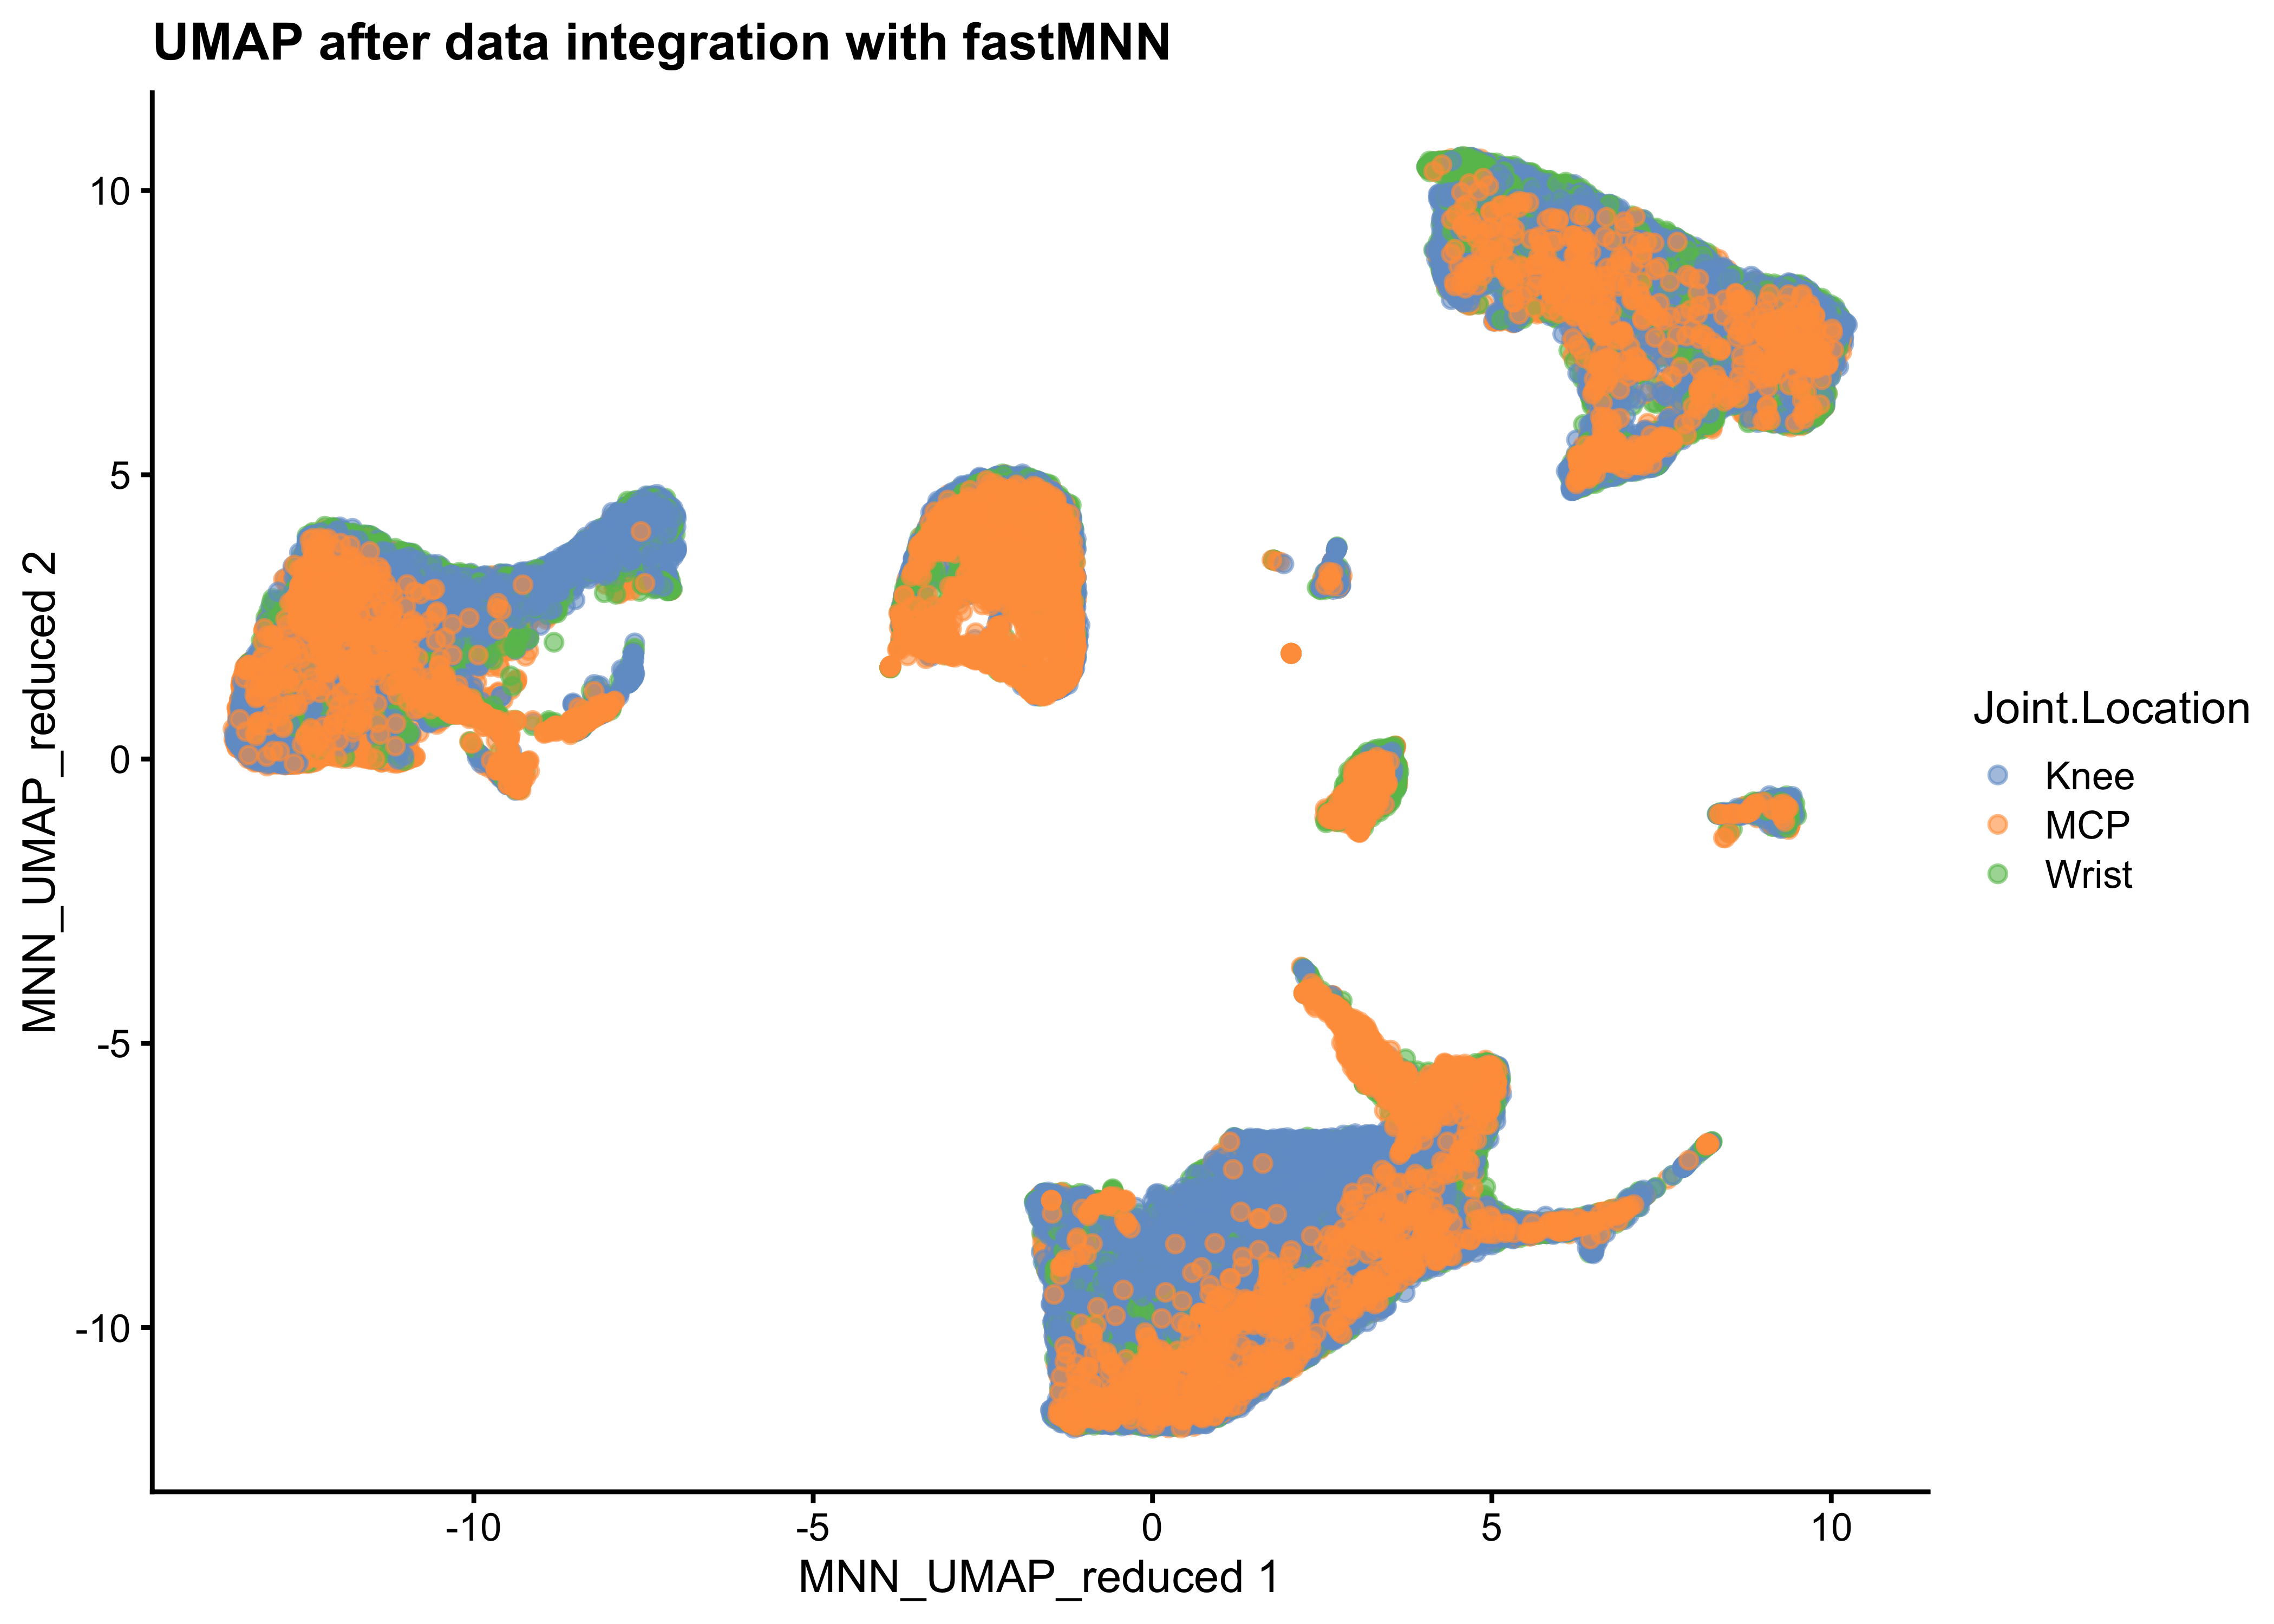 UMAP after data integration with fastMNN
MNN_UMAP_reduced 2
10
5
0
-5
-10
-10
-5
0
5
10
MNN_UMAP_reduced 1
Joint.Location
Knee
MCP
Wrist